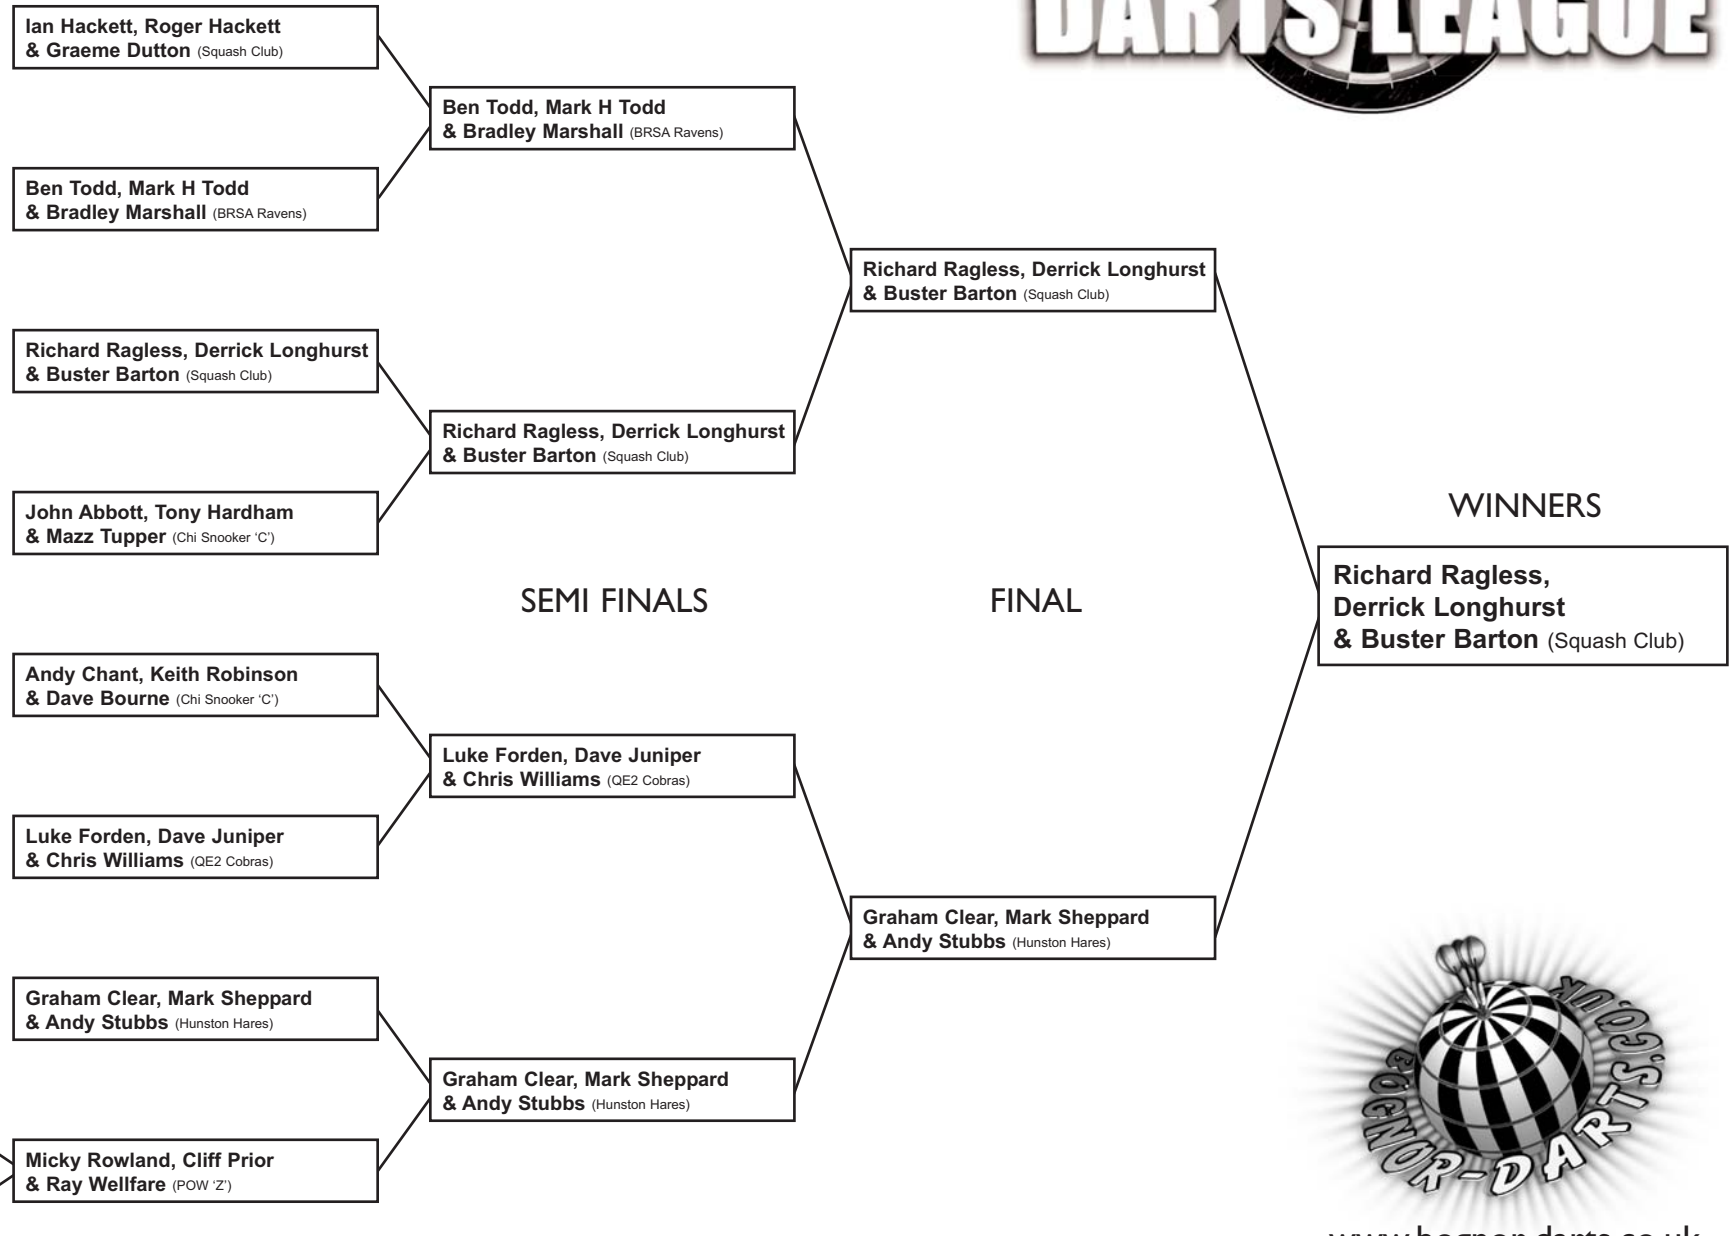 DARTS LEAGUE
Ian Hackett, Roger Hackett
& Graeme Dutton (Squash Club)
Ben Todd, Mark H Todd
& Bradley Marshall (BRSA Ravens)
Richard Ragless, Derrick Longhurst
& Buster Barton (Squash Club)
John Abbott, Tony Hardham
& Mazz Tupper (Chi Snooker ‘C’)
Andy Chant, Keith Robinson
& Dave Bourne (Chi Snooker ‘C’)
Luke Forden, Dave Juniper
& Chris Williams (QE2 Cobras)
Graham Clear, Mark Sheppard
& Andy Stubbs (Hunston Hares)
Micky Rowland, Cliff Prior
& Ray Wellfare (POW ‘Z’)
SEMI FINALS
Ben Todd, Mark H Todd
& Bradley Marshall (BRSA Ravens)
Richard Ragless, Derrick Longhurst
& Buster Barton (Squash Club)
Luke Forden, Dave Juniper
& Chris Williams (QE2 Cobras)
Graham Clear, Mark Sheppard
& Andy Stubbs (Hunston Hares)
FINAL
Richard Ragless, Derrick Longhurst
& Buster Barton (Squash Club)
Graham Clear, Mark Sheppard
& Andy Stubbs (Hunston Hares)
WINNERS
Richard Ragless,
Derrick Longhurst
& Buster Barton (Squash Club)
BOGNOR-DARTS.CO.UK
www.bognor-darts.co.uk